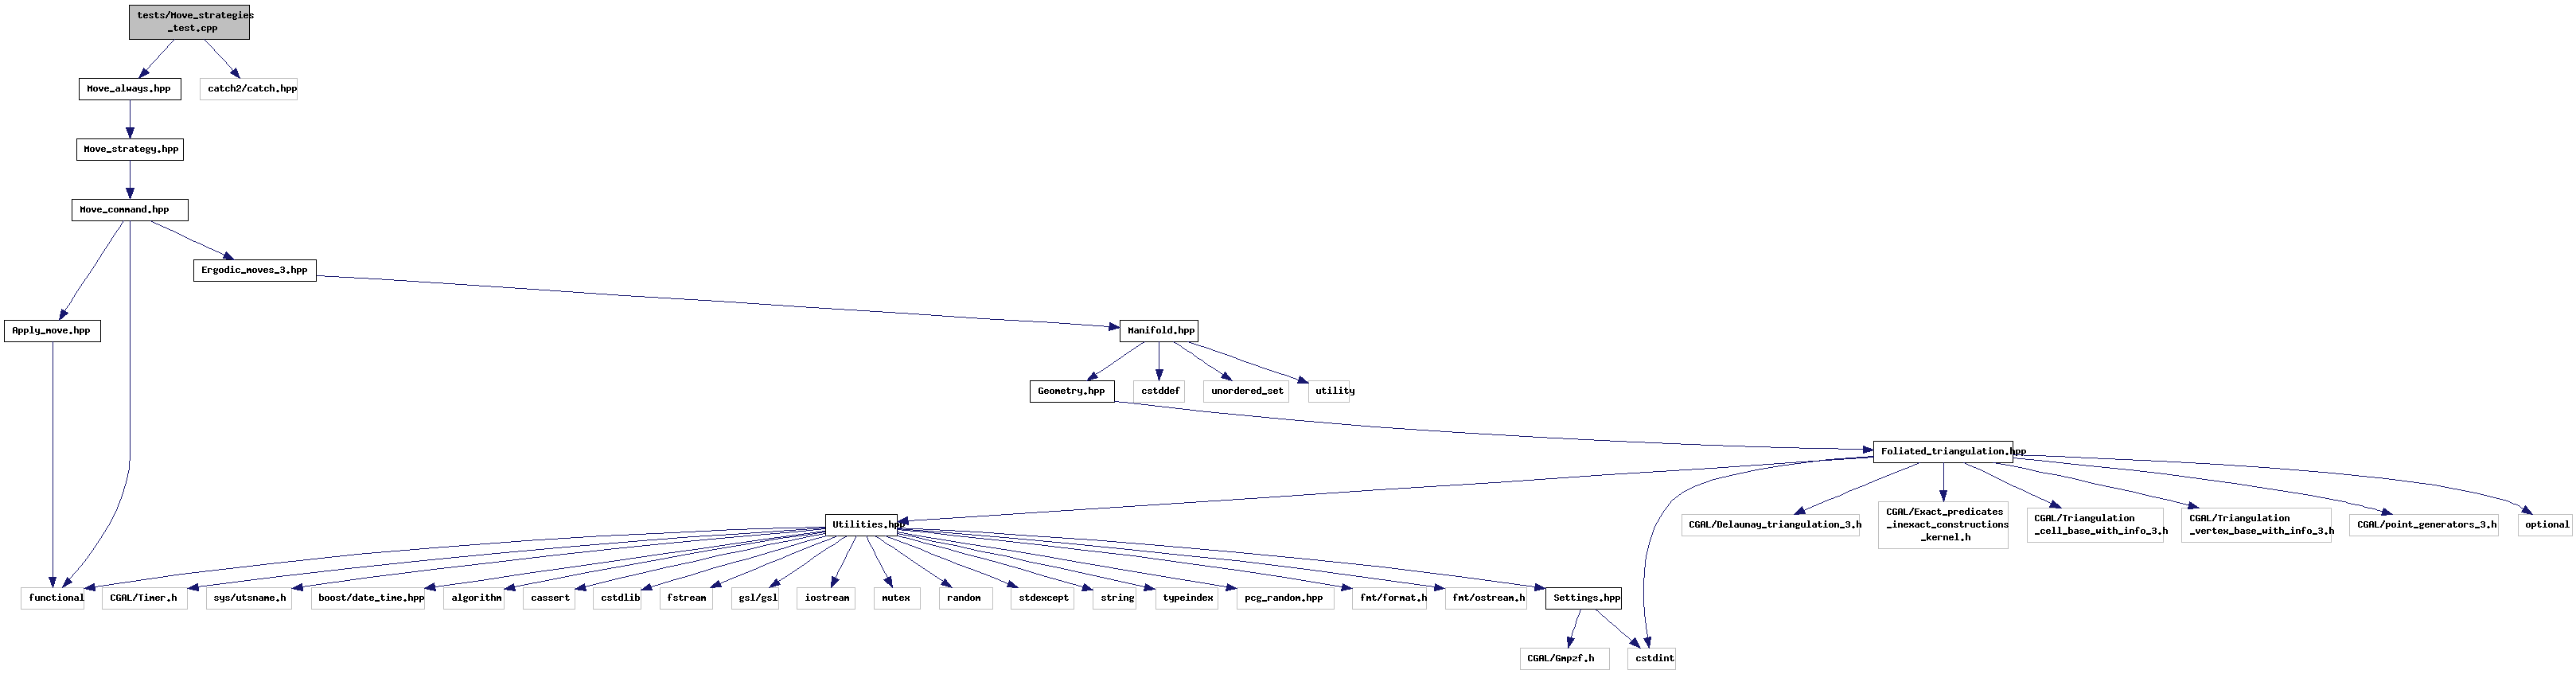 tests/Move_strategies
_test.cpp
Move_always.hpp
catch2/catch.hpp
Move_strategy.hpp
Move_command.hpp
Ergodic_moves_3.hpp
Apply_move.hpp
Manifold.hpp
Geometry.hpp
cstddef
unordered_set
utility
Foliated_triangulation.hpp
Utilities.hpp
CGAL/Delaunay_triangulation_3.h
CGAL/Exact_predicates
_inexact_constructions
_kernel.h
CGAL/Triangulation
_cell_base_with_info_3.h
CGAL/Triangulation
_vertex_base_with_info_3.h
CGAL/point_generators_3.h
optional
functional
CGAL/Timer.h
sys/utsname.h
boost/date_time.hpp
algorithm
cassert
cstdlib
fstream
gsl/gsl
iostream
mutex
random
stdexcept
string
typeindex
pcg_random.hpp
fmt/format.h
fmt/ostream.h
Settings.hpp
CGAL/Gmpzf.h
cstdint